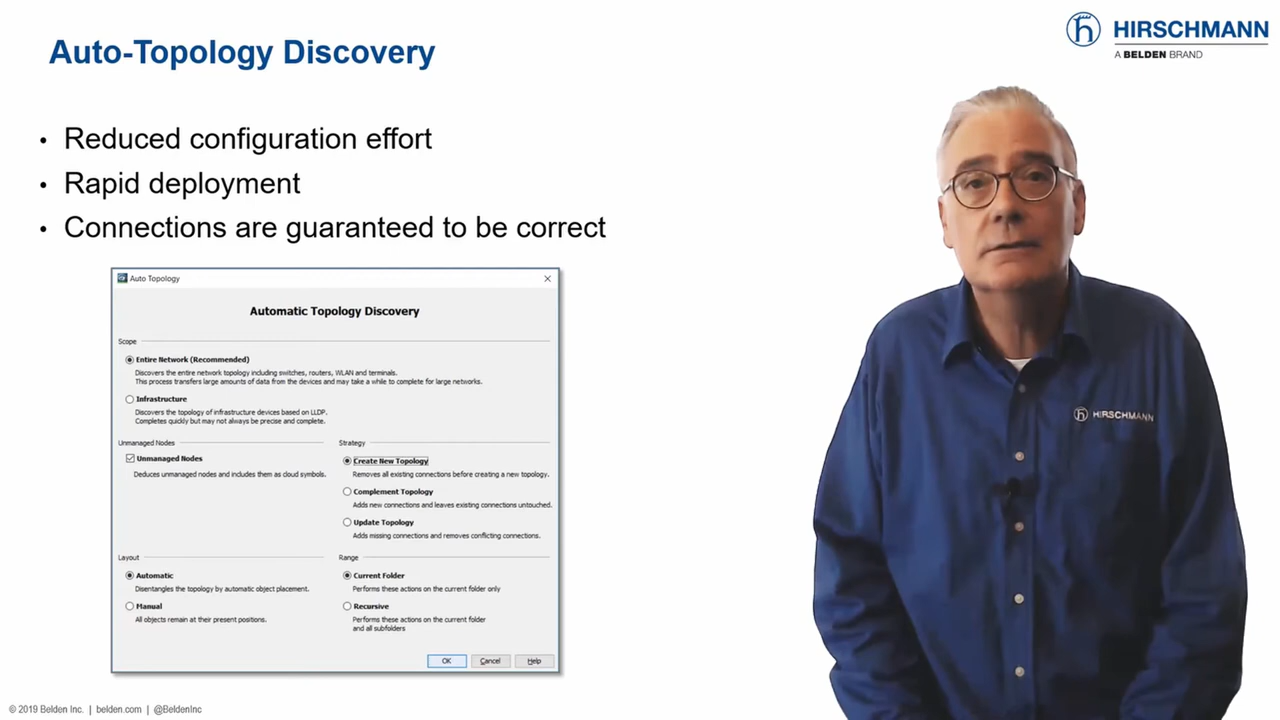 Auto-Topology Discovery
HIRSCHMANN
A BELDEN BRAND
• Reduced configuration effort
• Rapid deployment
• Connections are guaranteed to be correct
Auto Topology
Automatic Topology Discovery
Scope
Entire Network (Recommended)
Discovers the entire network topology including switches, routers, WLAN and terminals.
This process transfers large amounts of data from the devices and may take a while to complete for large networks.
Infrastructure
Discovers the topology of infrastructure devices based on LLDP.
Completes quickly but may not always be precise and complete.
Unmanaged Nodes
Unmanaged Nodes
Deduces unmanaged nodes and includes them as cloud symbols.
Strategy
Create New Topology
Removes all existing connections before creating a new topology.
Complement Topology
Adds new connections and leaves existing connections untouched.
Update Topology
Adds missing connections and removes conflicting connections.
Layout
Automatic
Disentangles the topology by automatic object placement.
Manual
All objects remain at their present positions.
Range
Current Folder
Performs these actions on the current folder only
Recursive
Performs these actions on the current folder
and all subfolders
OK
Cancel
Help
HIRSCHMANN
© 2019 Belden Inc. | belden.com | @BeldenInc